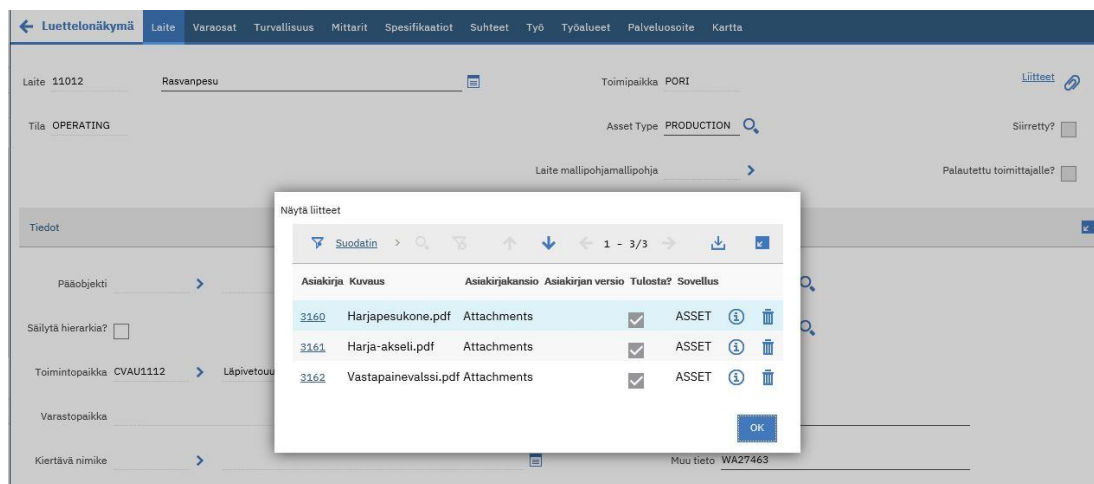 Luettelonäkymä Laite Varaosat Turvallisuus Mittarit Spesifikaatiot Suhteet Työ Työalueet Palveluosoite Kartta
Laite 11012 Rasvanpesu Toimipaikka PORI Liitteet
Tila OPERATING Asset Type PRODUCTION Siirretty?
Laite mallipohjamallipohja Palautettu toimittajalle?
Näytä liitteet
Tiedot
Suodatin 1 - 3/3
Asiakirja Kuvaus Asiakirjakansio Asiakirjan versio Tulosta? Sovellus
Pääobjekti
3160 Harjapesukone.pdf Attachments ASSET
Säilytä hierarkia?
3161 Harja-akseli.pdf Attachments ASSET
Toimintopaikka CVAU1112 Läpivetouu
3162 Vastapainevalssi.pdf Attachments ASSET
Varastopaikka
OK
Kiertävä nimike Muu tieto WA27463